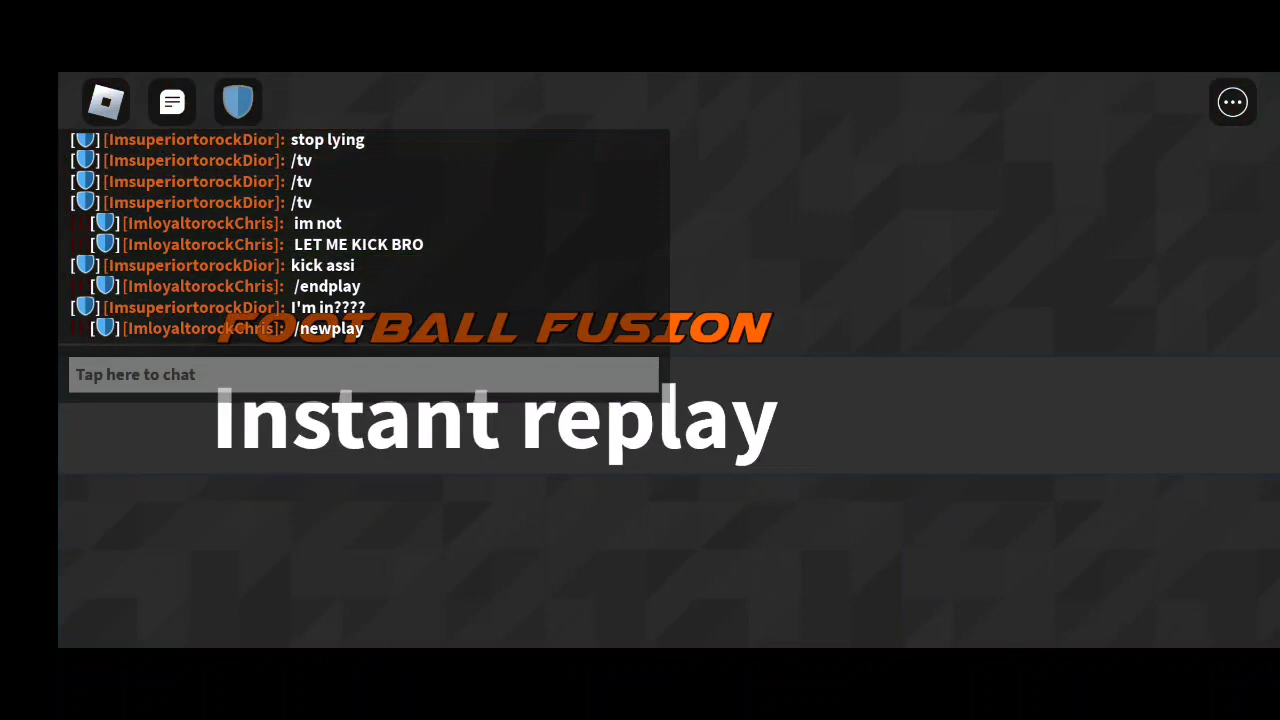 [ImsuperiortorockDior]: stop lying
[ImsuperiortorockDior]: /tv
[ImsuperiortorockDior]: /tv
[ImsuperiortorockDior]: /tv
[ImloyaltorockChris]: im not
[ImloyaltorockChris]: LET ME KICK BRO
[ImsuperiortorockDior]: kick assi
[ImloyaltorockChris]: /endplay
[ImsuperiortorockDior]: I'm in????
[ImloyaltorockChris]: /newplay
FOOTBALL FUSION
Tap here to chat
Instant replay